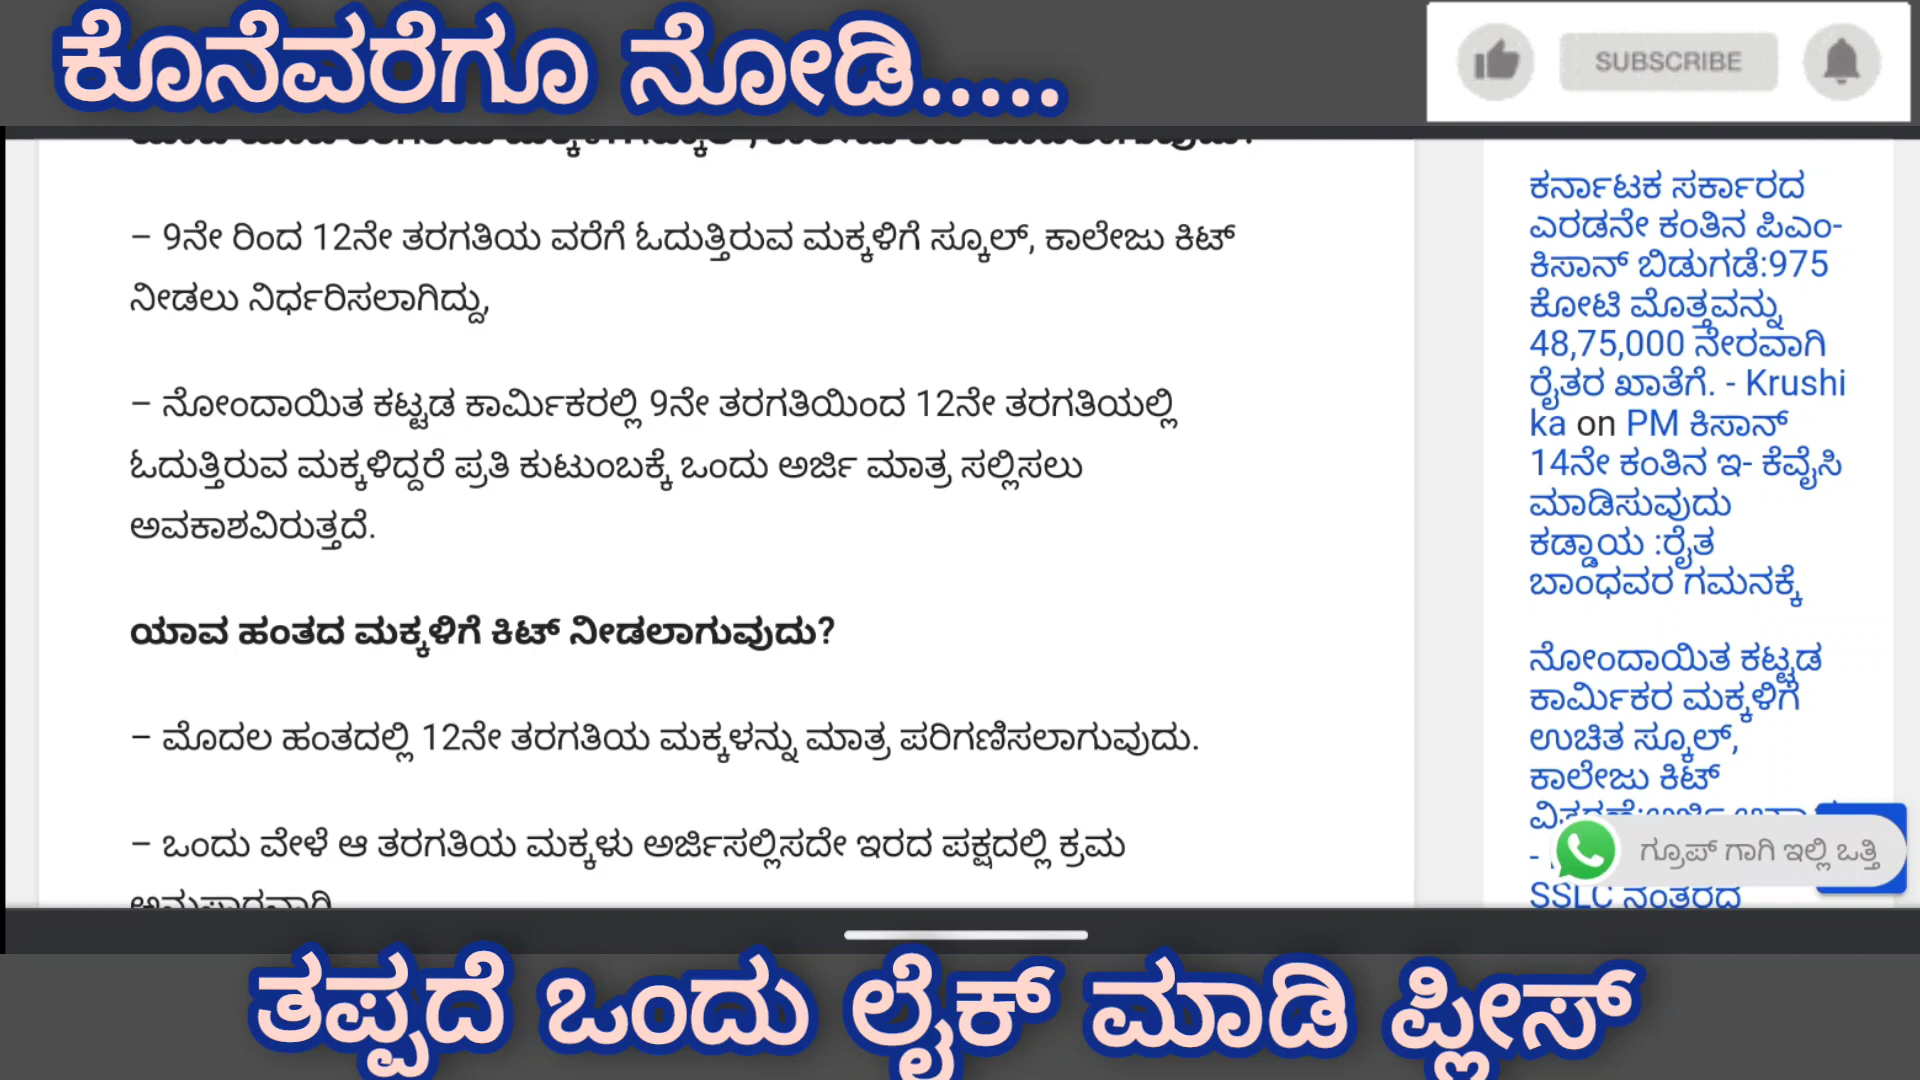 ಕೊನೆವರೆಗೂ ನೋಡಿ.....
SUBSCRIBE
– 9ನೇ ರಿಂದ 12ನೇ ತರಗತಿಯ ವರೆಗೆ ಓದುತ್ತಿರುವ ಮಕ್ಕಳಿಗೆ ಸ್ಕೂಲ್, ಕಾಲೇಜು ಕಿಟ್
ನೀಡಲು ನಿರ್ಧರಿಸಲಾಗಿದ್ದು,
– ನೋಂದಾಯಿತ ಕಟ್ಟಡ ಕಾರ್ಮಿಕರಲ್ಲಿ 9ನೇ ತರಗತಿಯಿಂದ 12ನೇ ತರಗತಿಯಲ್ಲಿ
ಓದುತ್ತಿರುವ ಮಕ್ಕಳಿದ್ದರೆ ಪ್ರತಿ ಕುಟುಂಬಕ್ಕೆ ಒಂದು ಅರ್ಜಿ ಮಾತ್ರ ಸಲ್ಲಿಸಲು
ಅವಕಾಶವಿರುತ್ತದೆ.
ಯಾವ ಹಂತದ ಮಕ್ಕಳಿಗೆ ಕಿಟ್ ನೀಡಲಾಗುವುದು?
– ಮೊದಲ ಹಂತದಲ್ಲಿ 12ನೇ ತರಗತಿಯ ಮಕ್ಕಳನ್ನು ಮಾತ್ರ ಪರಿಗಣಿಸಲಾಗುವುದು.
– ಒಂದು ವೇಳೆ ಆ ತರಗತಿಯ ಮಕ್ಕಳು ಅರ್ಜಿಸಲ್ಲಿಸದೇ ಇರದ ಪಕ್ಷದಲ್ಲಿ ಕ್ರಮ
ಕರ್ನಾಟಕ ಸರ್ಕಾರದ
ಎರಡನೇ ಕಂತಿನ ಪಿಎಂ-
ಕಿಸಾನ್ ಬಿಡುಗಡೆ:975
ಕೋಟಿ ಮೊತ್ತವನ್ನು
48,75,000 ನೇರವಾಗಿ
ರೈತರ ಖಾತೆಗೆ. - Krushi
ka on PM ಕಿಸಾನ್
14ನೇ ಕಂತಿನ ಇ- ಕೆವೈಸಿ
ಮಾಡಿಸುವುದು
ಕಡ್ಡಾಯ :ರೈತ
ಬಾಂಧವರ ಗಮನಕ್ಕೆ
ನೋಂದಾಯಿತ ಕಟ್ಟಡ
ಕಾರ್ಮಿಕರ ಮಕ್ಕಳಿಗೆ
ಉಚಿತ ಸ್ಕೂಲ್,
ಕಾಲೇಜು ಕಿಟ್
ಗ್ರೂಪ್ ಗಾಗಿ ಇಲ್ಲಿ ಒತ್ತಿ
SSLC ನಂತರದ
ತಪ್ಪದೆ ಒಂದು ಲೈಕ್ ಮಾಡಿ ಪ್ಲೀಸ್